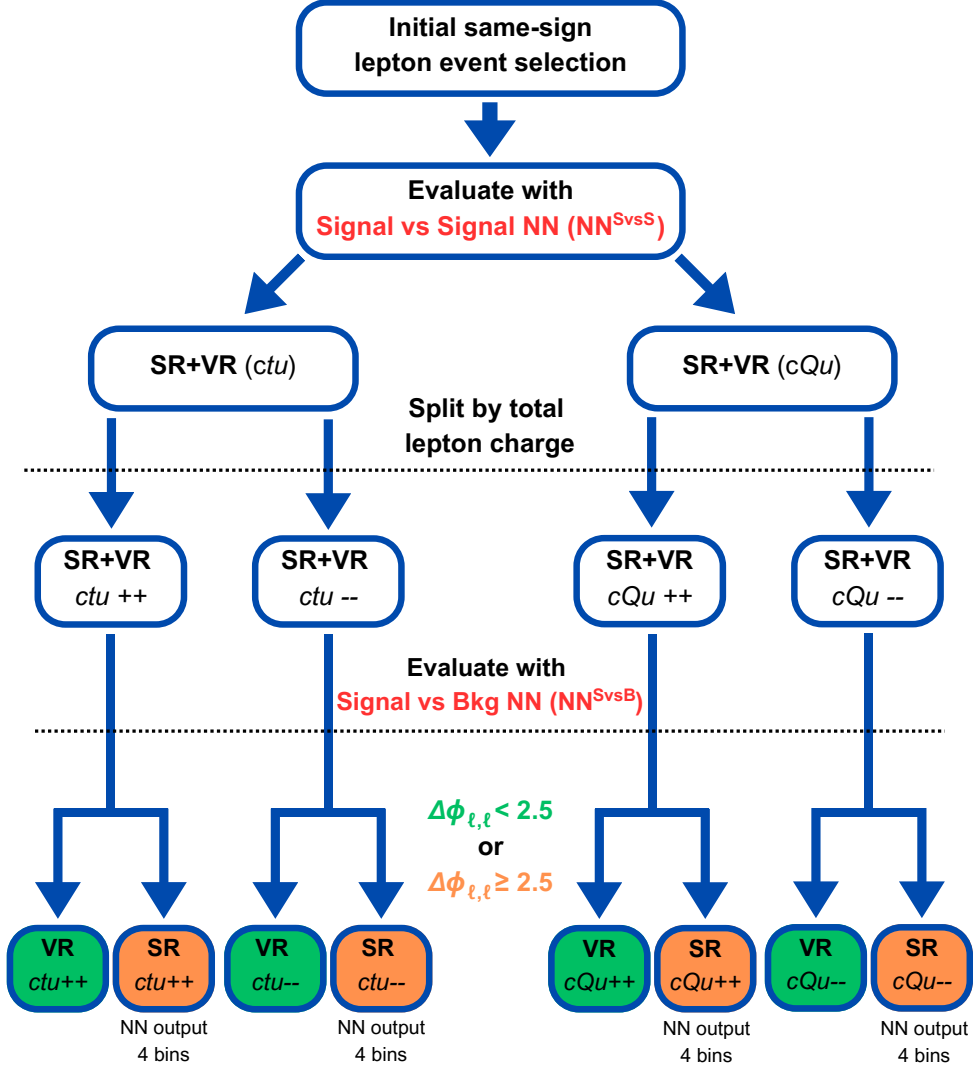 Initial same-sign
lepton event selection
Evaluate with
Signal vs Signal NN (NN^SvsS)
SR+VR (ctu)
SR+VR (cQu)
Split by total
lepton charge
SR+VR
ctu ++
SR+VR
ctu --
SR+VR
cQu ++
SR+VR
cQu --
Evaluate with
Signal vs Bkg NN (NN^SvsB)
Δϕ_ℓ,ℓ < 2.5
or
Δϕ_ℓ,ℓ ≥ 2.5
VR
ctu++
SR
ctu++
VR
ctu--
SR
ctu--
VR
cQu++
SR
cQu++
VR
cQu--
SR
cQu--
NN output
4 bins
NN output
4 bins
NN output
4 bins
NN output
4 bins